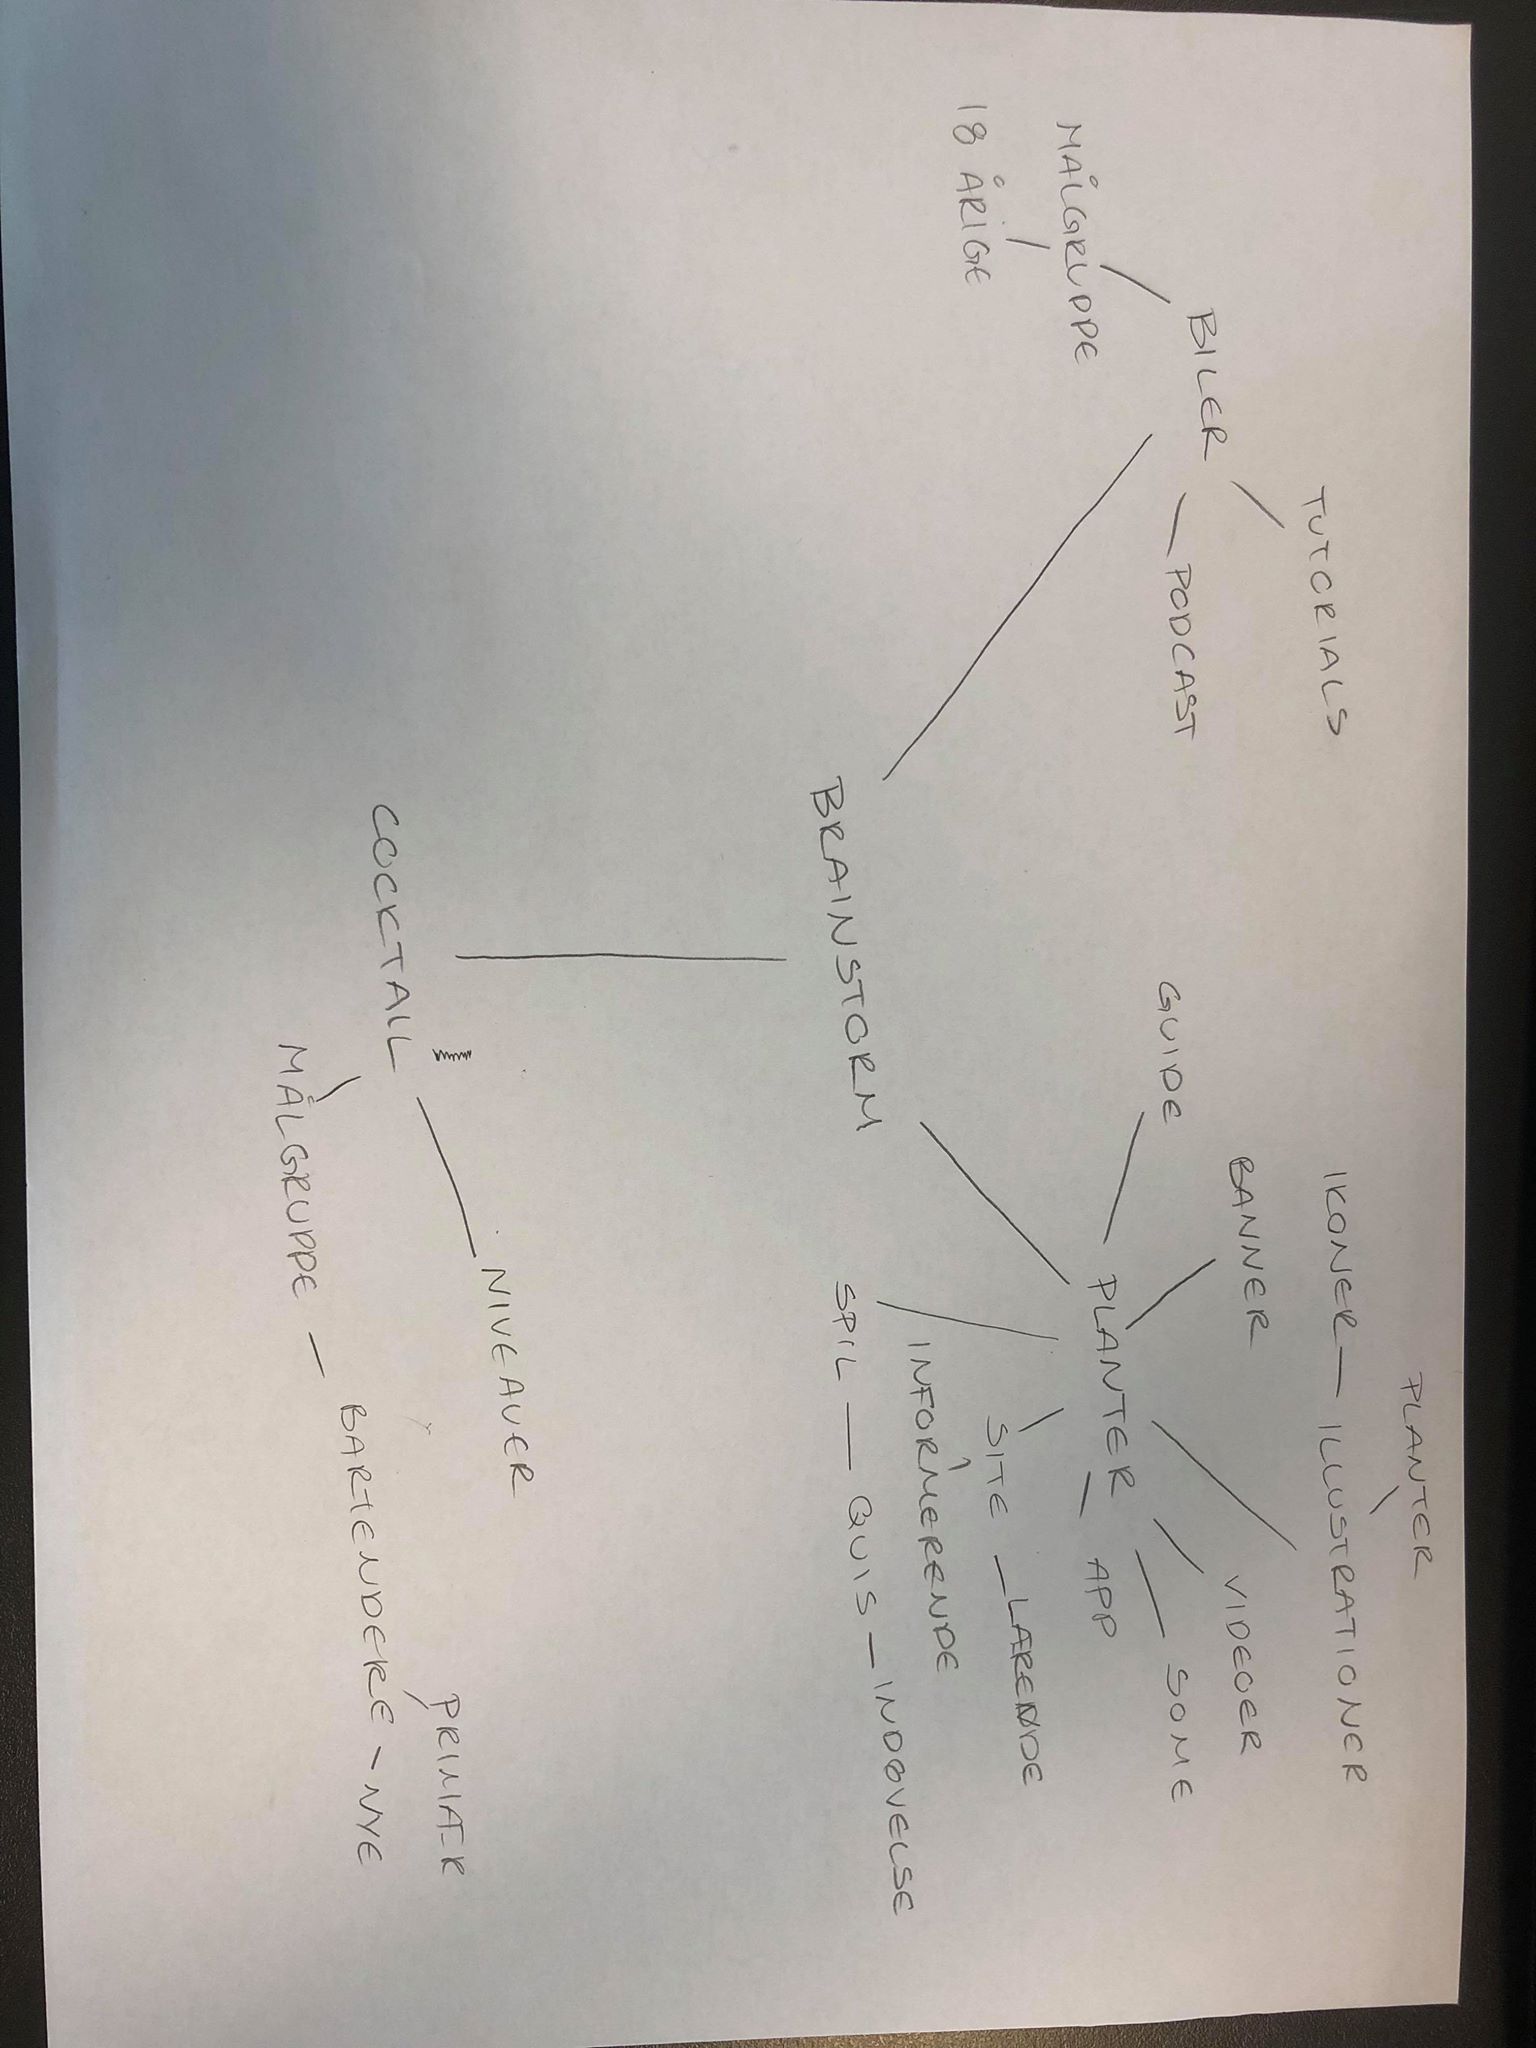 PLANTER
TUTORIALS
IKONER — ILLUSTRATIONER
BILER
BANNER
VIDEOER
— PODCAST
GUIDE
SOME
MÅLGRUPPE
PLANTER
APP
18 ÅRIGE
SITE — LÆRENDE
INFORMERENDE
BRAINSTORM
SPIL — QUIS — INDØVELSE
NIVEAUER
PRIMÆR
COCKTAIL
MÅLGRUPPE — BARTENDERE — NYE